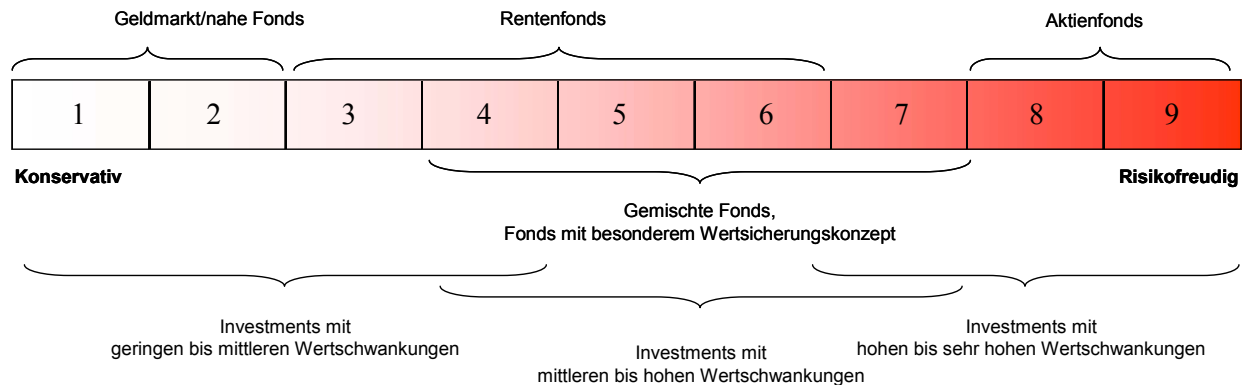 Geldmarkt/nahe Fonds
Rentenfonds
Aktienfonds
1 2 3 4 5 6 7 8 9
Konservativ
Risikofreudig
Gemischte Fonds,
Fonds mit besonderem Wertsicherungskonzept
Investments mit
geringen bis mittleren Wertschwankungen
Investments mit
mittleren bis hohen Wertschwankungen
Investments mit
hohen bis sehr hohen Wertschwankungen